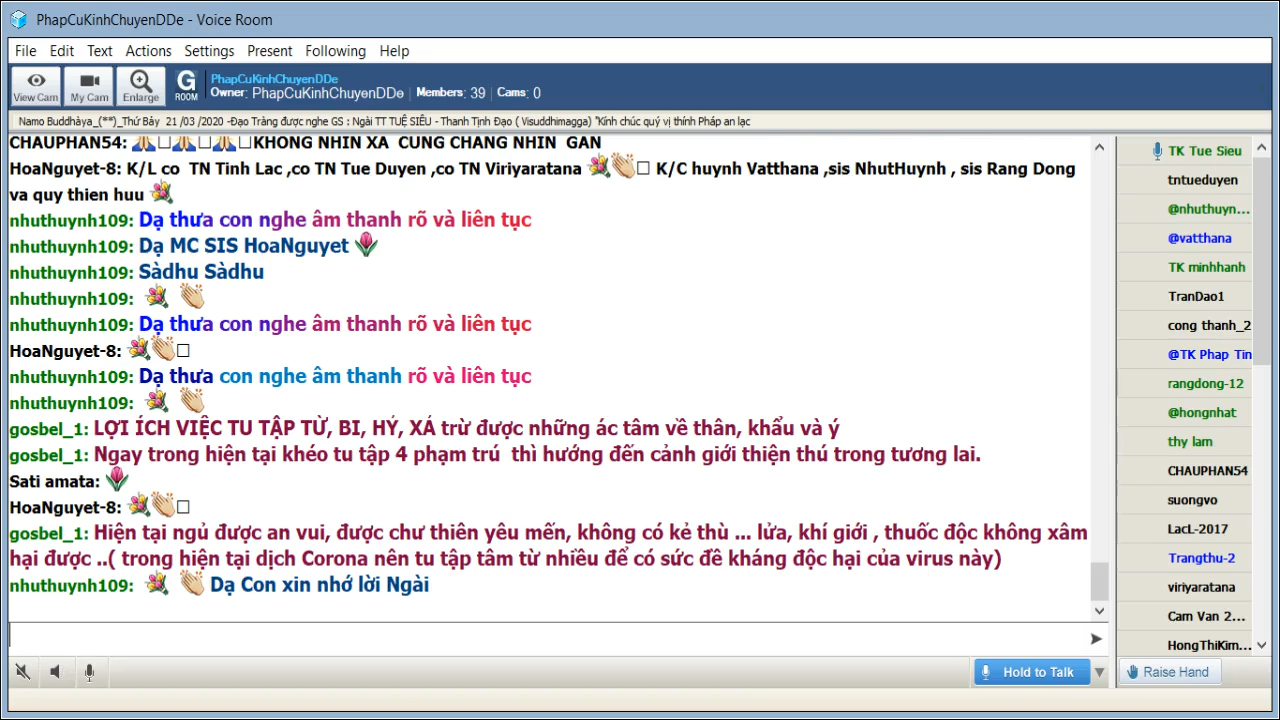 PhapCuKinhChuyenDDe - Voice Room
File Edit Text Actions Settings Present Following Help
View Cam My Cam Enlarge G ROOM
PhapCuKinhChuyenDDe
Owner: PhapCuKinhChuyenDDe Members: 39 Cams: 0
Namo Buddhàya_(**)_Thứ Bảy 21 /03 /2020 -Đạo Tràng được nghe GS : Ngài TT TUỆ SIÊU - Thanh Tịnh Đạo ( Visuddhimagga) "Kính chúc quý vị thính Pháp an lạc
CHAUPHAN54: 🙏□🙏□🙏□KHONG NHIN XA CUNG CHANG NHIN GAN
HoaNguyet-8: K/L co TN Tinh Lac ,co TN Tue Duyen ,co TN Viriyaratana 💐👏□ K/C huynh Vatthana ,sis NhutHuynh , sis Rang Dong
va quy thien huu 💐
nhuthuynh109: Dạ thưa con nghe âm thanh rõ và liên tục
nhuthuynh109: Dạ MC SIS HoaNguyet 🌷
nhuthuynh109: Sàdhu Sàdhu
nhuthuynh109: 💐 👏
nhuthuynh109: Dạ thưa con nghe âm thanh rõ và liên tục
HoaNguyet-8: 💐👏□
nhuthuynh109: Dạ thưa con nghe âm thanh rõ và liên tục
nhuthuynh109: 💐 👏
gosbel_1: LỢI ÍCH VIỆC TU TẬP TỪ, BI, HỶ, XẢ trừ được những ác tâm về thân, khẩu và ý
gosbel_1: Ngay trong hiện tại khéo tu tập 4 phạm trú thì hướng đến cảnh giới thiện thú trong tương lai.
Sati amata: 🌷
HoaNguyet-8: 💐👏□
gosbel_1: Hiện tại ngủ được an vui, được chư thiên yêu mến, không có kẻ thù ... lửa, khí giới , thuốc độc không xâm
hại được ..( trong hiện tại dịch Corona nên tu tập tâm từ nhiều để có sức đề kháng độc hại của virus này)
nhuthuynh109: 💐 👏 Dạ Con xin nhớ lời Ngài
TK Tue Sieu
tntueduyen
@nhuthuyn...
@vatthana
TK minhhanh
TranDao1
cong thanh_2
@TK Phap Tin
rangdong-12
@hongnhat
thy lam
CHAUPHAN54
suongvo
LacL-2017
Trangthu-2
viriyaratana
Cam Van 2...
HongThiKim...
Hold to Talk
Raise Hand